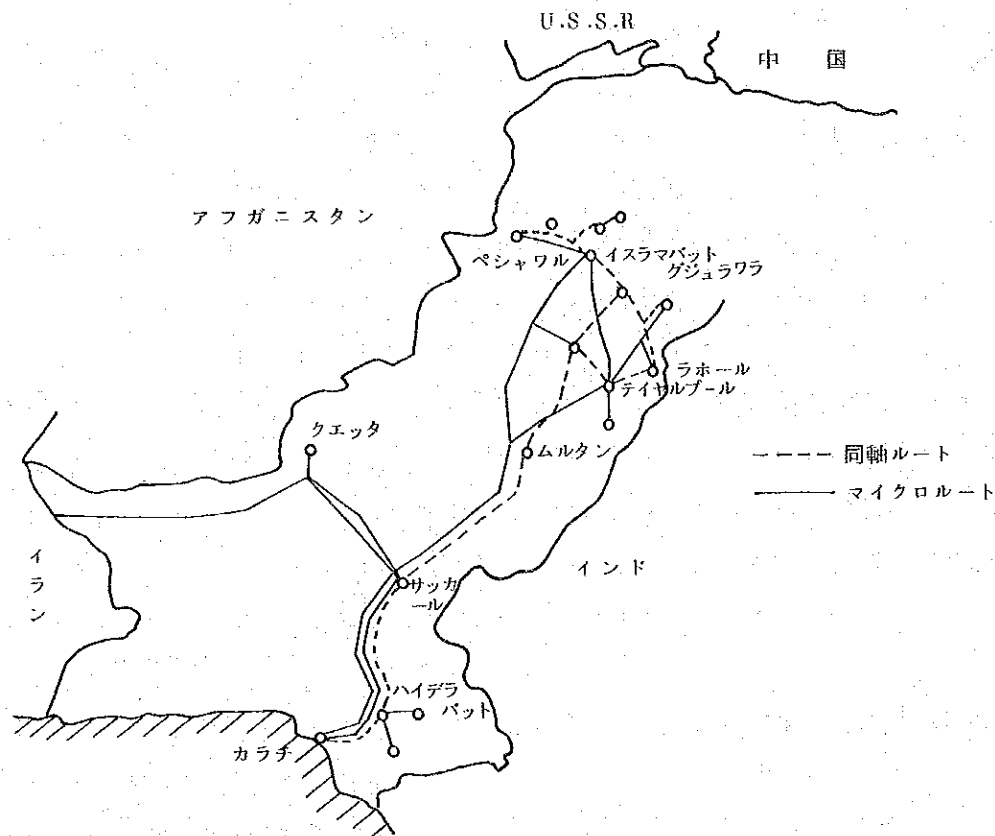 U.S.S.R
中国
アフガニスタン
ペシャワル
イスラマバット
グジュラワラ
ラホール
テイヤルプール
クエッタ
ムルタン
---- 同軸ルート
―― マイクロルート
イラン
インド
サッカ
ール
ハイデラ
バット
カラチ